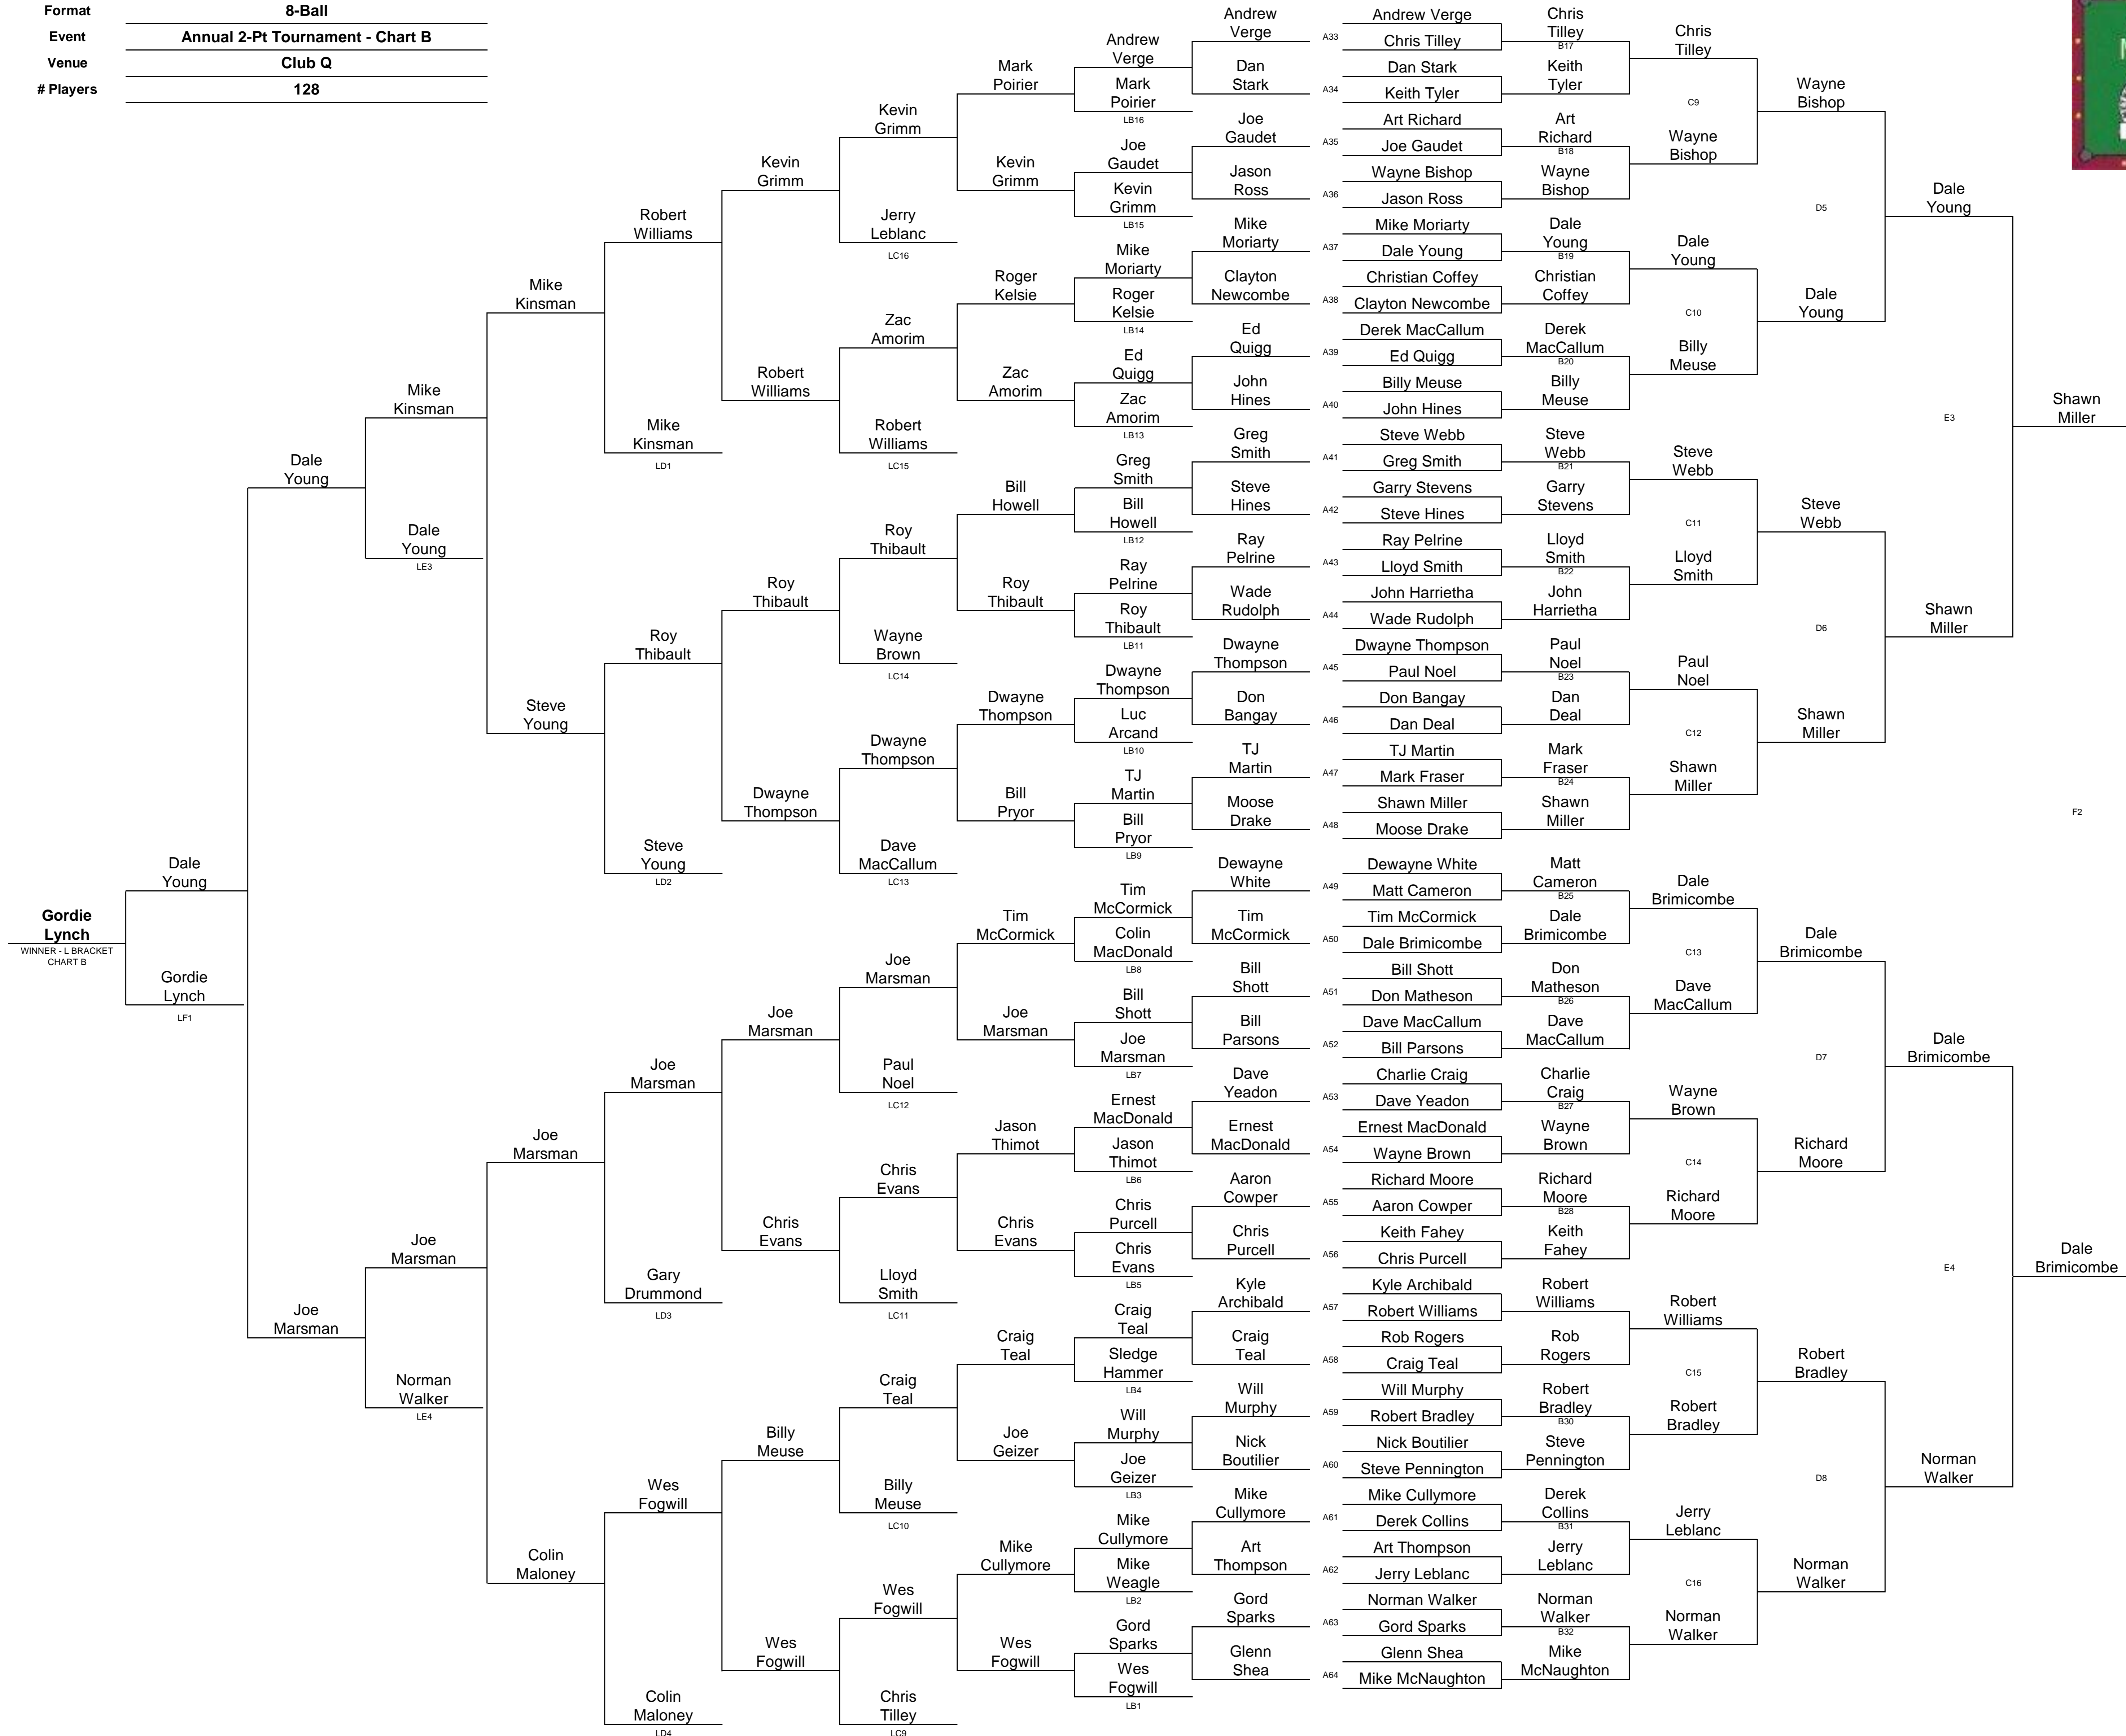 Format
8-Ball
Event
Annual 2-Pt Tournament - Chart B
Venue
Club Q
# Players
128
Gordie
Lynch
WINNER - L BRACKET
CHART B
Dale
Young
Gordie
Lynch
LF1
Dale
Young
Joe
Marsman
Mike
Kinsman
Dale
Young
LE3
Joe
Marsman
Norman
Walker
LE4
Mike
Kinsman
Steve
Young
Joe
Marsman
Colin
Maloney
Robert
Williams
Mike
Kinsman
LD1
Roy
Thibault
Steve
Young
LD2
Joe
Marsman
Gary
Drummond
LD3
Wes
Fogwill
Colin
Maloney
LD4
Kevin
Grimm
Robert
Williams
Roy
Thibault
Dwayne
Thompson
Joe
Marsman
Chris
Evans
Billy
Meuse
Wes
Fogwill
Kevin
Grimm
Jerry
Leblanc
LC16
Zac
Amorim
Robert
Williams
LC15
Roy
Thibault
Wayne
Brown
LC14
Dwayne
Thompson
Dave
MacCallum
LC13
Joe
Marsman
Paul
Noel
LC12
Chris
Evans
Lloyd
Smith
LC11
Craig
Teal
Billy
Meuse
LC10
Wes
Fogwill
Chris
Tilley
LC9
Mark
Poirier
Kevin
Grimm
Roger
Kelsie
Zac
Amorim
Bill
Howell
Roy
Thibault
Dwayne
Thompson
Bill
Pryor
Tim
McCormick
Joe
Marsman
Jason
Thimot
Chris
Evans
Craig
Teal
Joe
Geizer
Mike
Cullymore
Wes
Fogwill
Andrew
Verge
Mark
Poirier
LB16
Joe
Gaudet
Kevin
Grimm
LB15
Mike
Moriarty
Roger
Kelsie
LB14
Ed
Quigg
Zac
Amorim
LB13
Greg
Smith
Bill
Howell
LB12
Ray
Pelrine
Roy
Thibault
LB11
Dwayne
Thompson
Luc
Arcand
LB10
TJ
Martin
Bill
Pryor
LB9
Tim
McCormick
Colin
MacDonald
LB8
Bill
Shott
Joe
Marsman
LB7
Ernest
MacDonald
Jason
Thimot
LB6
Chris
Purcell
Chris
Evans
LB5
Craig
Teal
Sledge
Hammer
LB4
Will
Murphy
Joe
Geizer
LB3
Mike
Cullymore
Mike
Weagle
LB2
Gord
Sparks
Wes
Fogwill
LB1
Andrew
Verge
Dan
Stark
Joe
Gaudet
Jason
Ross
Mike
Moriarty
Clayton
Newcombe
Ed
Quigg
John
Hines
Greg
Smith
Steve
Hines
Ray
Pelrine
Wade
Rudolph
Dwayne
Thompson
Don
Bangay
TJ
Martin
Moose
Drake
Dewayne
White
Tim
McCormick
Bill
Shott
Bill
Parsons
Dave
Yeadon
Ernest
MacDonald
Aaron
Cowper
Chris
Purcell
Kyle
Archibald
Craig
Teal
Will
Murphy
Nick
Boutilier
Mike
Cullymore
Art
Thompson
Gord
Sparks
Glenn
Shea
A33
A34
A35
A36
A37
A38
A39
A40
A41
A42
A43
A44
A45
A46
A47
A48
A49
A50
A51
A52
A53
A54
A55
A56
A57
A58
A59
A60
A61
A62
A63
A64
Andrew Verge
Chris Tilley
Dan Stark
Keith Tyler
Art Richard
Joe Gaudet
Wayne Bishop
Jason Ross
Mike Moriarty
Dale Young
Christian Coffey
Clayton Newcombe
Derek MacCallum
Ed Quigg
Billy Meuse
John Hines
Steve Webb
Greg Smith
Garry Stevens
Steve Hines
Ray Pelrine
Lloyd Smith
John Harrietha
Wade Rudolph
Dwayne Thompson
Paul Noel
Don Bangay
Dan Deal
TJ Martin
Mark Fraser
Shawn Miller
Moose Drake
Dewayne White
Matt Cameron
Tim McCormick
Dale Brimicombe
Bill Shott
Don Matheson
Dave MacCallum
Bill Parsons
Charlie Craig
Dave Yeadon
Ernest MacDonald
Wayne Brown
Richard Moore
Aaron Cowper
Keith Fahey
Chris Purcell
Kyle Archibald
Robert Williams
Rob Rogers
Craig Teal
Will Murphy
Robert Bradley
Nick Boutilier
Steve Pennington
Mike Cullymore
Derek Collins
Art Thompson
Jerry Leblanc
Norman Walker
Gord Sparks
Glenn Shea
Mike McNaughton
Chris
Tilley
B17
Keith
Tyler
Art
Richard
B18
Wayne
Bishop
Dale
Young
B19
Christian
Coffey
Derek
MacCallum
B20
Billy
Meuse
Steve
Webb
B21
Garry
Stevens
Lloyd
Smith
B22
John
Harrietha
Paul
Noel
B23
Dan
Deal
Mark
Fraser
B24
Shawn
Miller
Matt
Cameron
B25
Dale
Brimicombe
Don
Matheson
B26
Dave
MacCallum
Charlie
Craig
B27
Wayne
Brown
Richard
Moore
B28
Keith
Fahey
Robert
Williams
Rob
Rogers
Robert
Bradley
B30
Steve
Pennington
Derek
Collins
B31
Jerry
Leblanc
Norman
Walker
B32
Mike
McNaughton
Chris
Tilley
C9
Wayne
Bishop
Dale
Young
C10
Billy
Meuse
Steve
Webb
C11
Lloyd
Smith
Paul
Noel
C12
Shawn
Miller
Dale
Brimicombe
C13
Dave
MacCallum
Wayne
Brown
C14
Richard
Moore
Robert
Williams
C15
Robert
Bradley
Jerry
Leblanc
C16
Norman
Walker
Wayne
Bishop
D5
Dale
Young
Steve
Webb
D6
Shawn
Miller
Dale
Brimicombe
D7
Richard
Moore
Robert
Bradley
D8
Norman
Walker
Dale
Young
E3
Shawn
Miller
Dale
Brimicombe
E4
Norman
Walker
Shawn
Miller
F2
Dale
Brimicombe